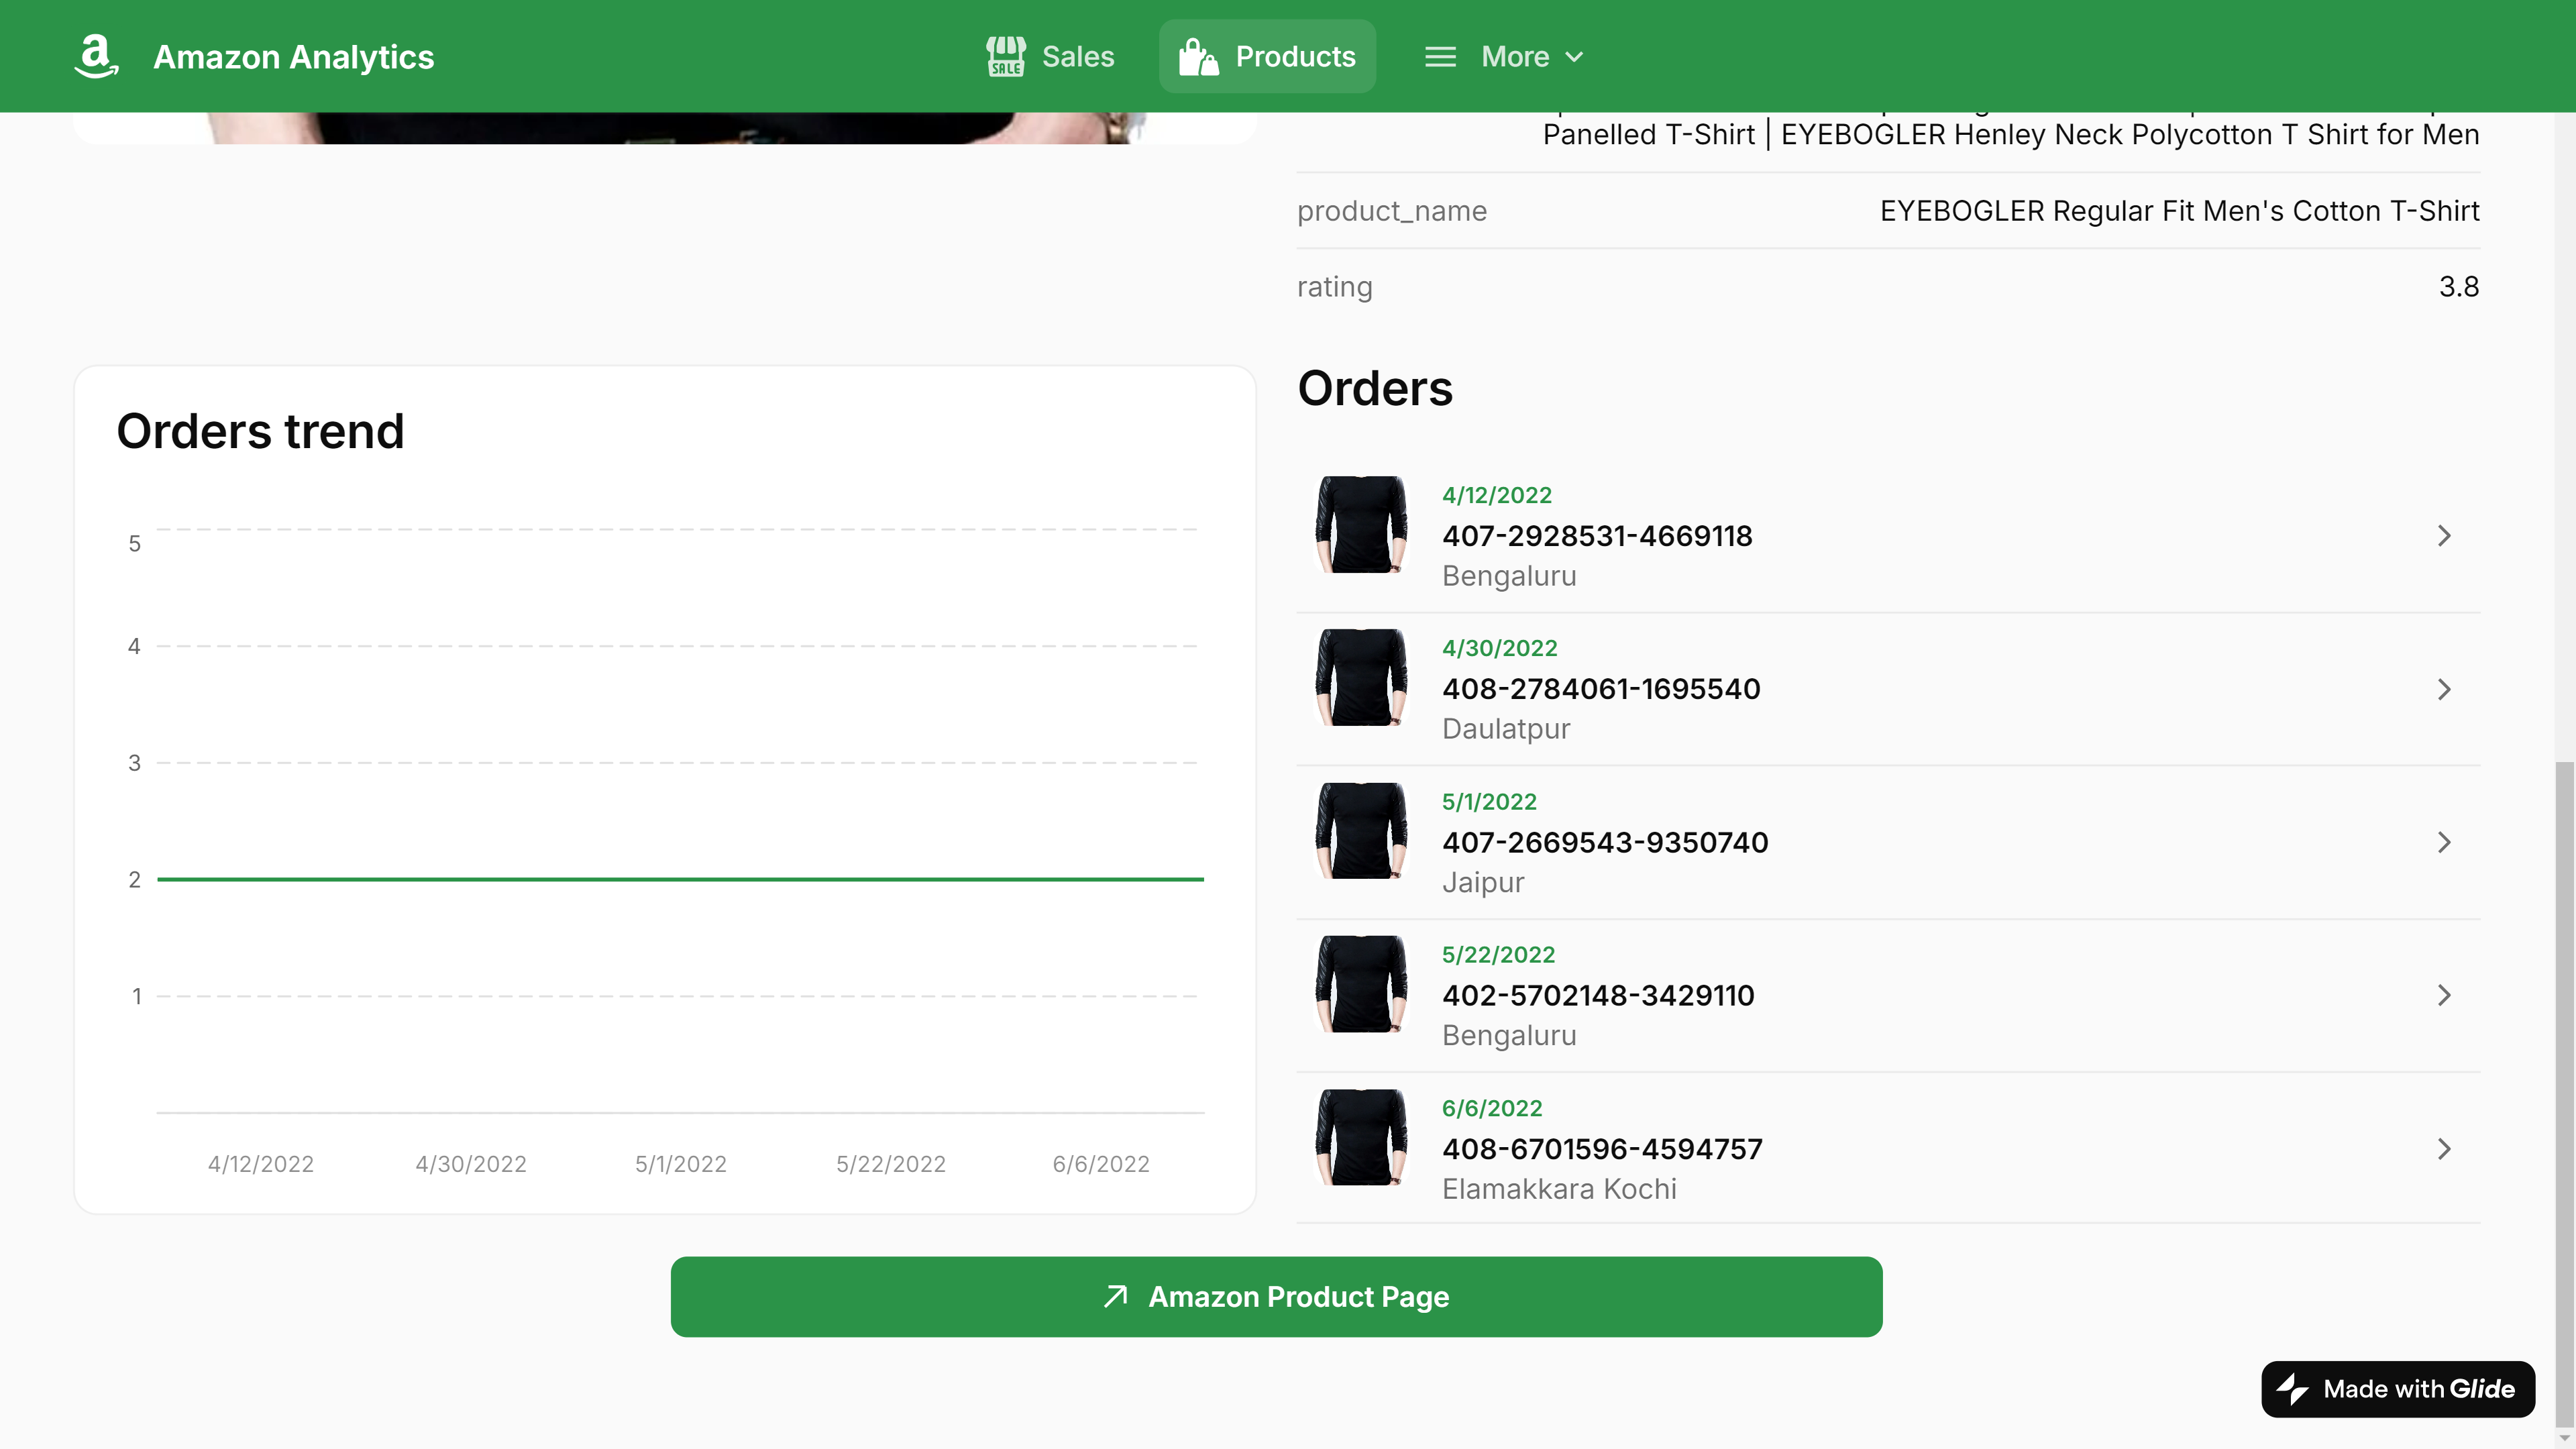 Amazon Analytics
SALE
Sales
Products
More
Panelled T-Shirt | EYEBOGLER Henley Neck Polycotton T Shirt for Men
product_name
EYEBOGLER Regular Fit Men's Cotton T-Shirt
rating
3.8
Orders trend
5
4
3
2
1
4/12/2022
4/30/2022
5/1/2022
5/22/2022
6/6/2022
Orders
4/12/2022
407-2928531-4669118
Bengaluru
4/30/2022
408-2784061-1695540
Daulatpur
5/1/2022
407-2669543-9350740
Jaipur
5/22/2022
402-5702148-3429110
Bengaluru
6/6/2022
408-6701596-4594757
Elamakkara Kochi
Amazon Product Page
Made with Glide